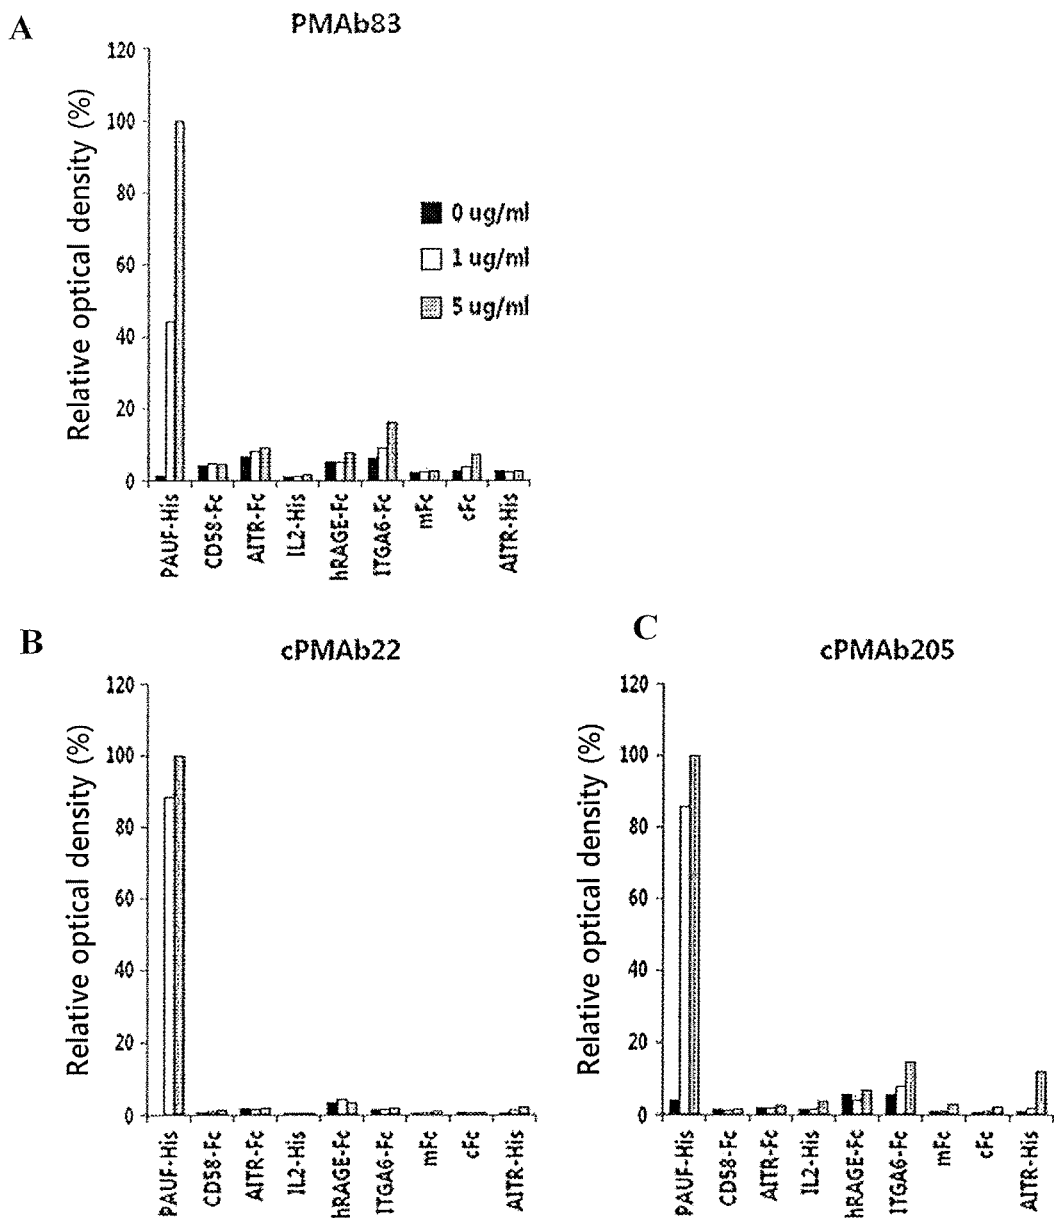 A
PMAb83
Relative optical density (%)
120
100
80
60
40
20
0
0 ug/ml
1 ug/ml
5 ug/ml
PAUF-His
CD58-Fc
AITR-Fc
IL2-His
hRAGE-Fc
ITGA6-Fc
mFc
cFc
AITR-His
B
cPMAb22
Relative optical density (%)
120
100
80
60
40
20
0
PAUF-His
CD58-Fc
AITR-Fc
IL2-His
hRAGE-Fc
ITGA6-Fc
mFc
cFc
AITR-His
C
cPMAb205
Relative optical density (%)
120
100
80
60
40
20
0
PAUF-His
CD58-Fc
AITR-Fc
IL2-His
hRAGE-Fc
ITGA6-Fc
mFc
cFc
AITR-His